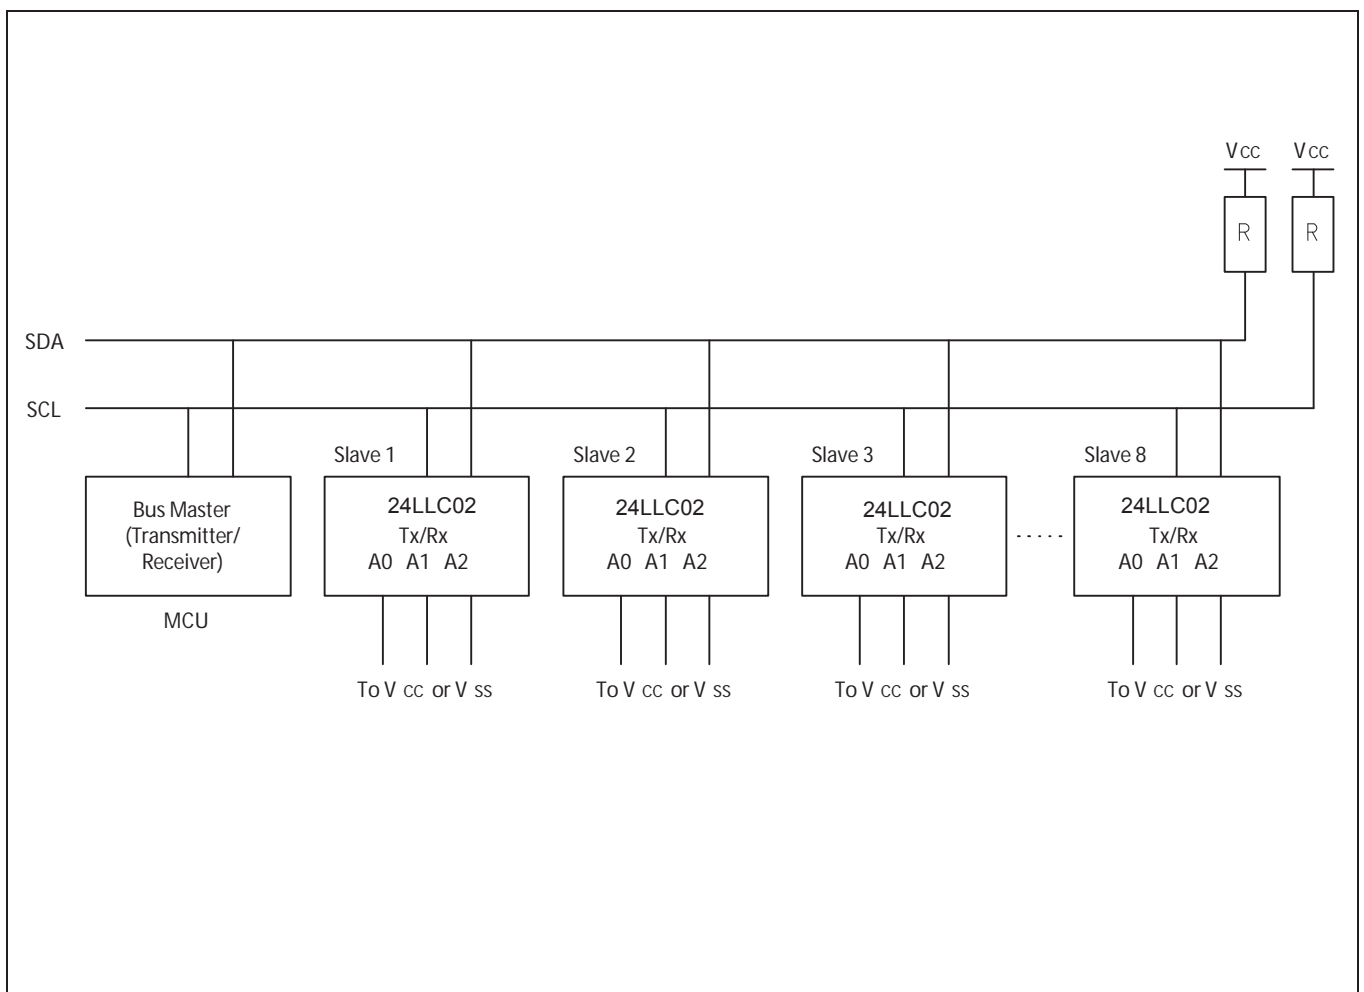 Vcc Vcc
R R
SDA
SCL
Slave 1 Slave 2 Slave 3 Slave 8
Bus Master
(Transmitter/
Receiver)
MCU
24LLC02
Tx/Rx
A0 A1 A2
To Vcc or Vss
24LLC02
Tx/Rx
A0 A1 A2
To Vcc or Vss
24LLC02
Tx/Rx
A0 A1 A2
To Vcc or Vss
.....
24LLC02
Tx/Rx
A0 A1 A2
To Vcc or Vss